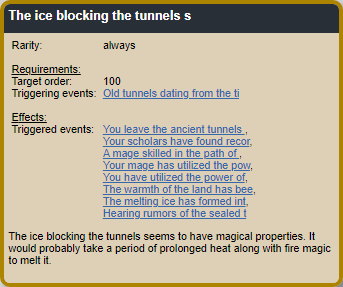 The ice blocking the tunnels s
Rarity: always
Requirements:
Target order: 100
Triggering events: Old tunnels dating from the ti
Effects:
Triggered events: You leave the ancient tunnels ,
Your scholars have found recor,
A mage skilled in the path of ,
Your mage has utilized the pow,
You have utilized the power of,
The warmth of the land has bee,
The melting ice has formed int,
Hearing rumors of the sealed t
The ice blocking the tunnels seems to have magical properties. It
would probably take a period of prolonged heat along with fire magic
to melt it.